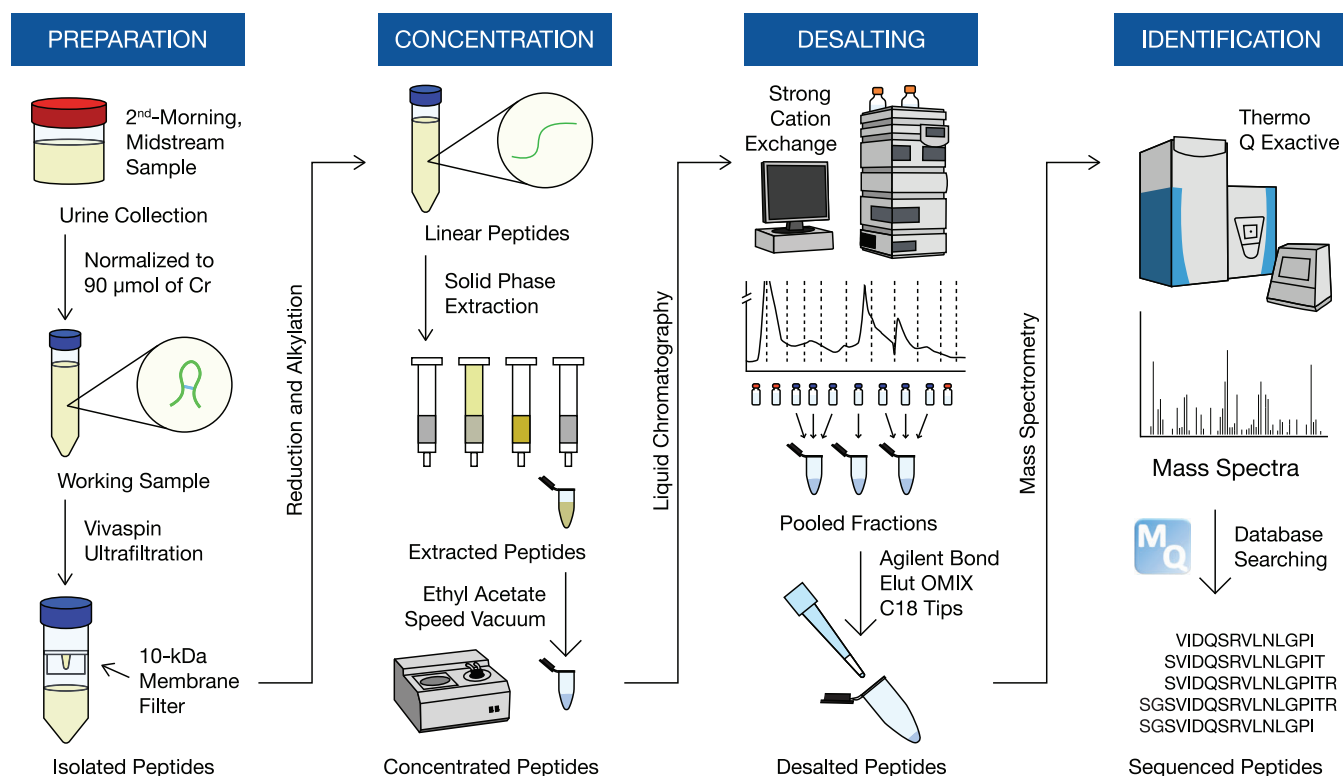 PREPARATION
2nd-Morning,
Midstream
Sample
Urine Collection
Normalized to
90 µmol of Cr
Working Sample
Vivaspin
Ultrafiltration
10-kDa
Membrane
Filter
Isolated Peptides
Reduction and Alkylation
CONCENTRATION
Linear Peptides
Solid Phase
Extraction
Extracted Peptides
Ethyl Acetate
Speed Vacuum
Concentrated Peptides
Liquid Chromatography
DESALTING
Strong
Cation
Exchange
Pooled Fractions
Agilent Bond
Elut OMIX
C18 Tips
Desalted Peptides
Mass Spectrometry
IDENTIFICATION
Thermo
Q Exactive
Mass Spectra
MQ
Database
Searching
VIDQSRVLNLGPI
SVIDQSRVLNLGPIT
SVIDQSRVLNLGPITR
SGSVIDQSRVLNLGPITR
SGSVIDQSRVLNLGPI
Sequenced Peptides